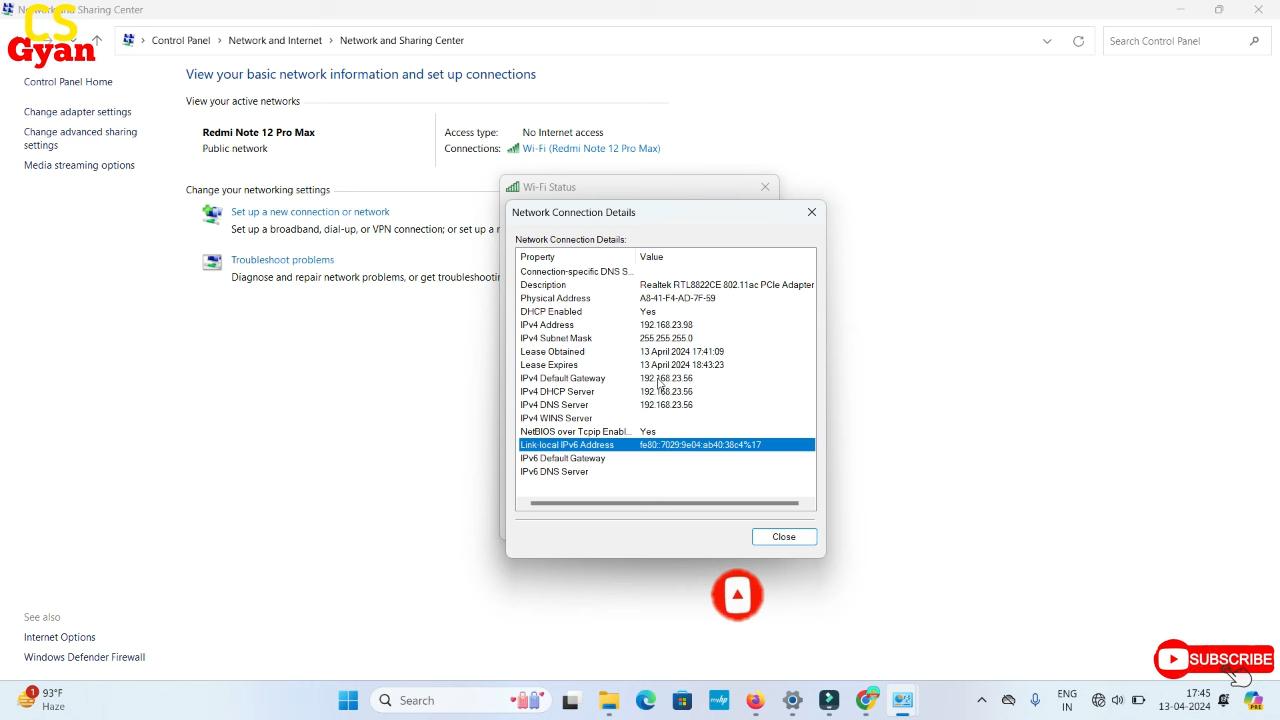 Network and Sharing Center
CS
Gyan
Control Panel > Network and Internet > Network and Sharing Center
Search Control Panel
Control Panel Home
Change adapter settings
Change advanced sharing
settings
Media streaming options
View your basic network information and set up connections
View your active networks
Redmi Note 12 Pro Max
Public network
Access type: No Internet access
Connections: Wi-Fi (Redmi Note 12 Pro Max)
Change your networking settings
Set up a new connection or network
Set up a broadband, dial-up, or VPN connection; or set up a r
Troubleshoot problems
Diagnose and repair network problems, or get troubleshootin
Wi-Fi Status
Network Connection Details
Network Connection Details:
Property Value
Connection-specific DNS S...
Description Realtek RTL8822CE 802.11ac PCIe Adapter
Physical Address A8-41-F4-AD-7F-59
DHCP Enabled Yes
IPv4 Address 192.168.23.98
IPv4 Subnet Mask 255.255.255.0
Lease Obtained 13 April 2024 17:41:09
Lease Expires 13 April 2024 18:43:23
IPv4 Default Gateway 192.168.23.56
IPv4 DHCP Server 192.168.23.56
IPv4 DNS Server 192.168.23.56
IPv4 WINS Server
NetBIOS over Tcpip Enabl... Yes
Link-local IPv6 Address fe80::7029:9e04:ab40:38c4%17
IPv6 Default Gateway
IPv6 DNS Server
Close
See also
Internet Options
Windows Defender Firewall
SUBSCRIBE
1
93°F
Haze
Search
myhp
ENG
IN
17:45
13-04-2024
PRE